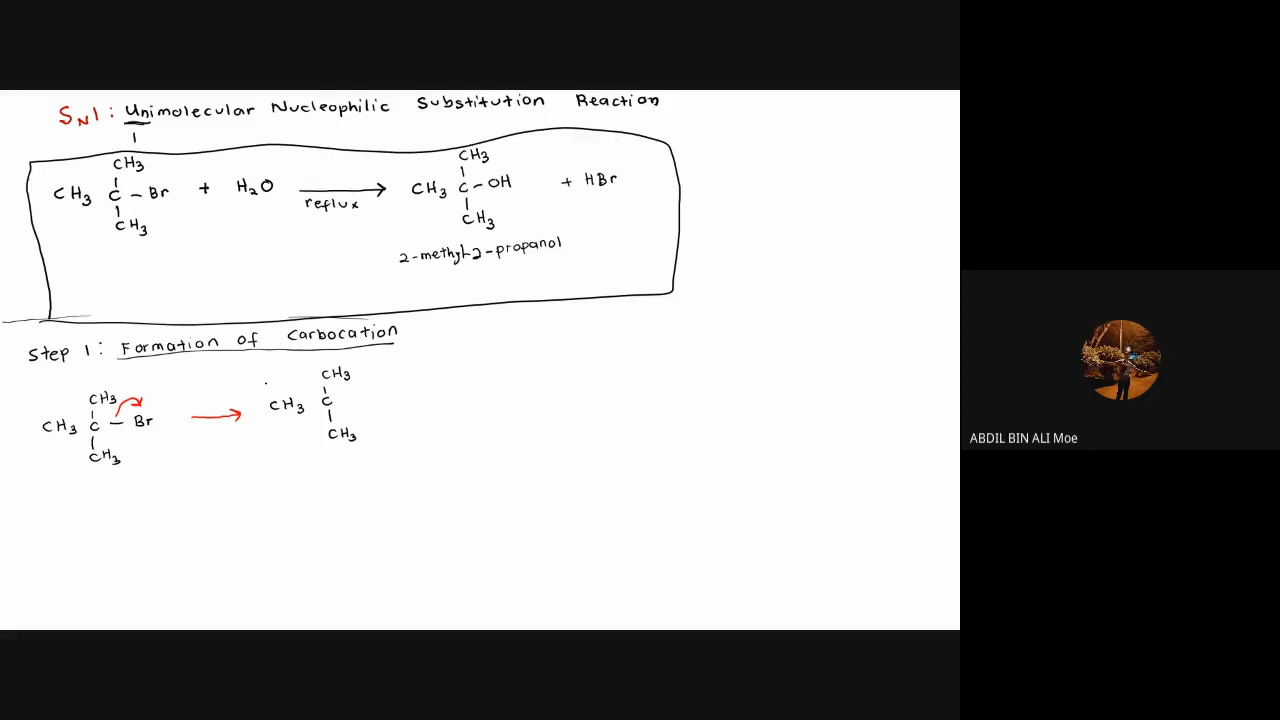 SN1: Unimolecular Nucleophilic Substitution Reaction
1
CH3 CH3
CH3 C - Br + H2O → CH3 C - OH + HBr
reflux
CH3 CH3
2-methyl-2-propanol
Step 1: Formation of Carbocation
CH3 CH3
CH3 C - Br → CH3 C
CH3 CH3
ABDIL BIN ALI Moe